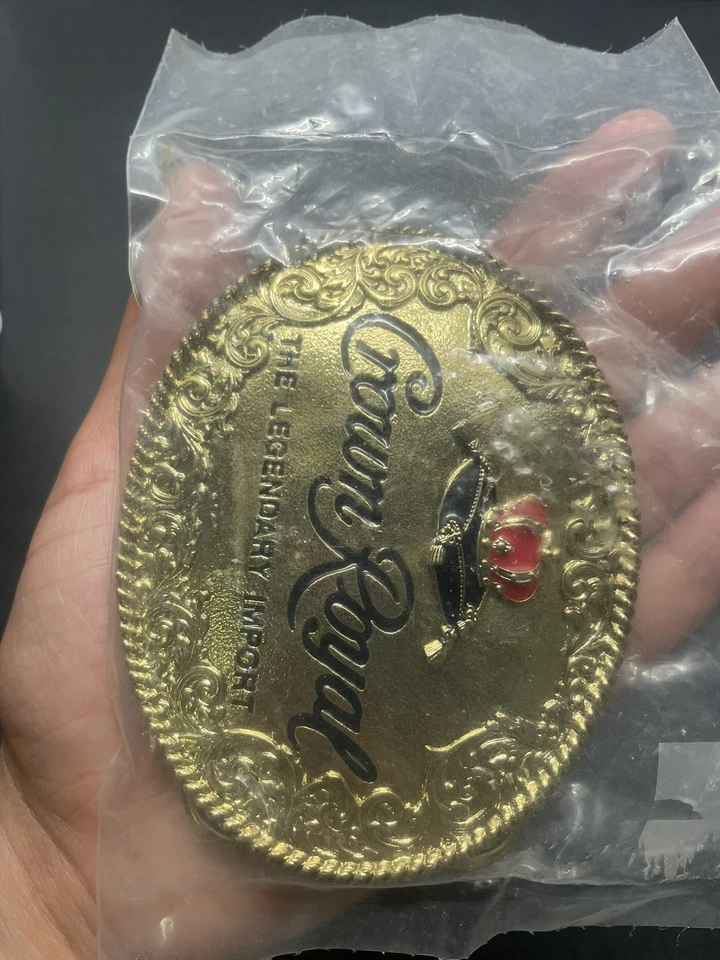 Crown Royal
THE LEGENDARY IMPORT